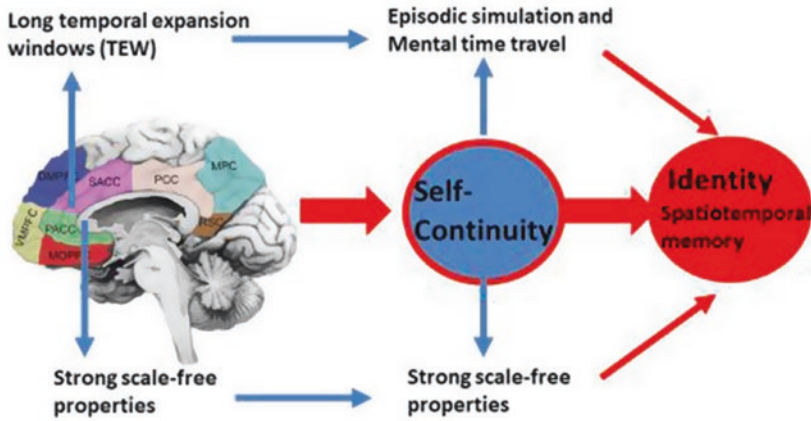 Long temporal expansion
windows (TEW)
Episodic simulation and
Mental time travel
DMPFC
SACC
PCC
MPC
VMPFC
PACC
RSC
Self-
Continuity
Identity
Spatiotemporal
memory
Strong scale-free
properties
Strong scale-free
properties